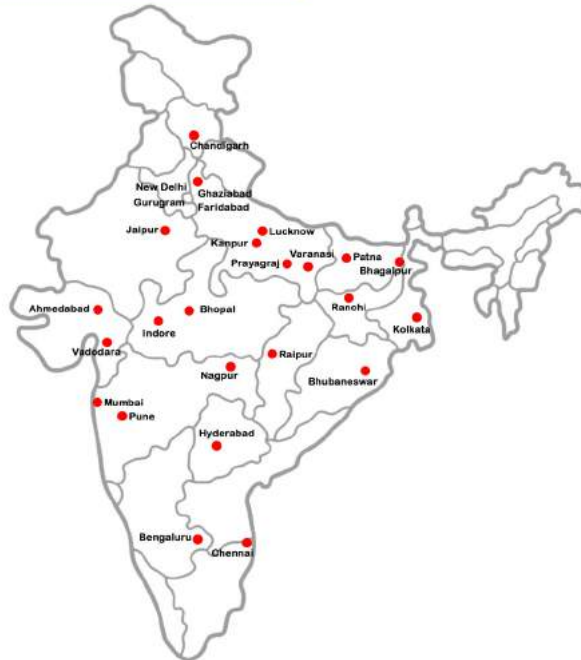 Chandigarh
New Delhi
Ghaziabad
Gurugram
Faridabad
Jaipur
Lucknow
Kanpur
Varanasi
Prayagraj
Patna
Bhagalpur
Ranchi
Kolkata
Ahmedabad
Bhopal
Indore
Vadodara
Raipur
Nagpur
Bhubaneswar
Mumbai
Pune
Hyderabad
Bengaluru
Chennai